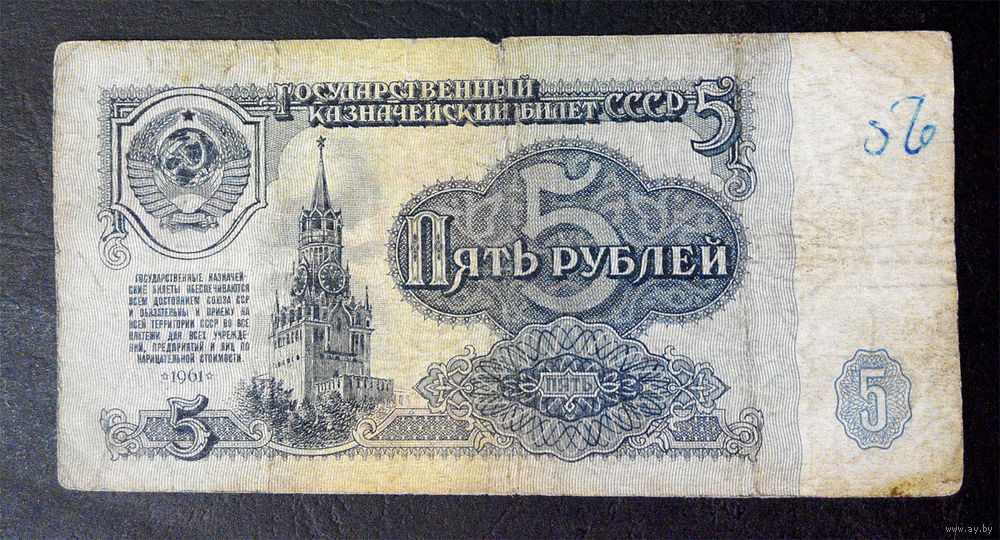 ГОСУДАРСТВЕННЫЙ
КАЗНАЧЕЙСКИЙ БИЛЕТ СССР 5
56
5
ПЯТЬ РУБЛЕЙ
ГОСУДАРСТВЕННЫЕ КАЗНАЧЕЙ-
СКИЕ БИЛЕТЫ ОБЕСПЕЧИВАЮТСЯ
ВСЕМ ДОСТОЯНИЕМ СОЮЗА ССР
И ОБЯЗАТЕЛЬНЫ К ПРИЕМУ НА
ВСЕЙ ТЕРРИТОРИИ СССР ВО ВСЕ
ПЛАТЕЖИ ДЛЯ ВСЕХ УЧРЕЖДЕ-
НИЙ, ПРЕДПРИЯТИЙ И ЛИЦ ПО
НАРИЦАТЕЛЬНОЙ СТОИМОСТИ.
1961
ПЯТЬ
5
5
www.ay.by